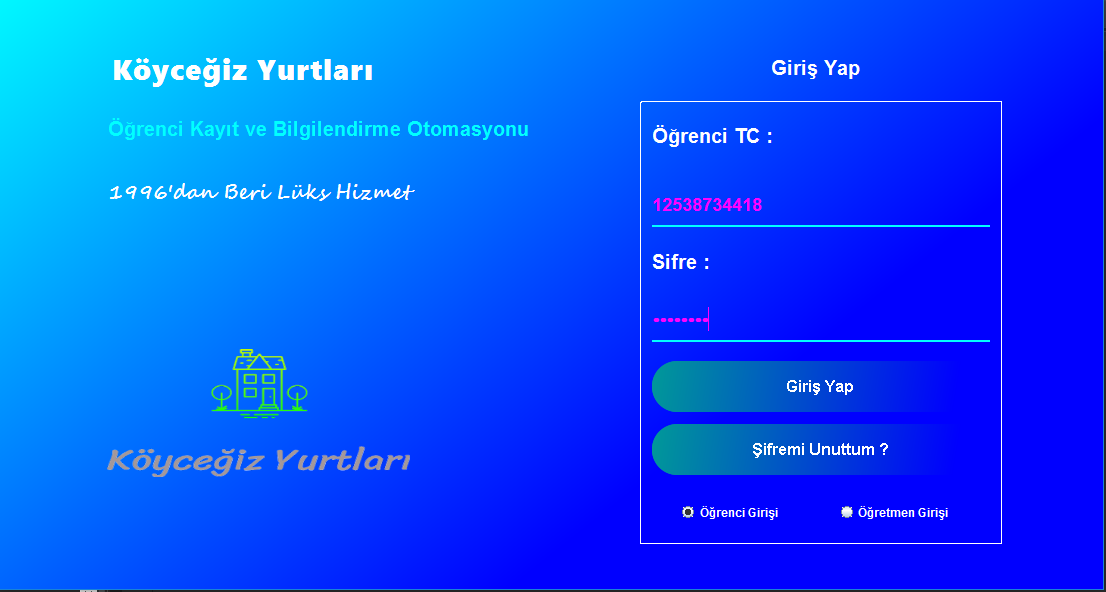 Köyceğiz Yurtları
Öğrenci Kayıt ve Bilgilendirme Otomasyonu
1996'dan Beri Lüks Hizmet
Köyceğiz Yurtları
Giriş Yap
Öğrenci TC :
12538734418
Sifre :
Giriş Yap
Şifremi Unuttum ?
Öğrenci Girişi
Öğretmen Girişi